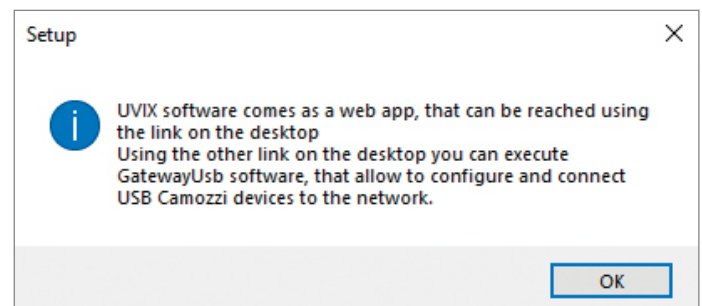 Setup
UVIX software comes as a web app, that can be reached using
the link on the desktop
Using the other link on the desktop you can execute
GatewayUsb software, that allow to configure and connect
USB Camozzi devices to the network.
OK